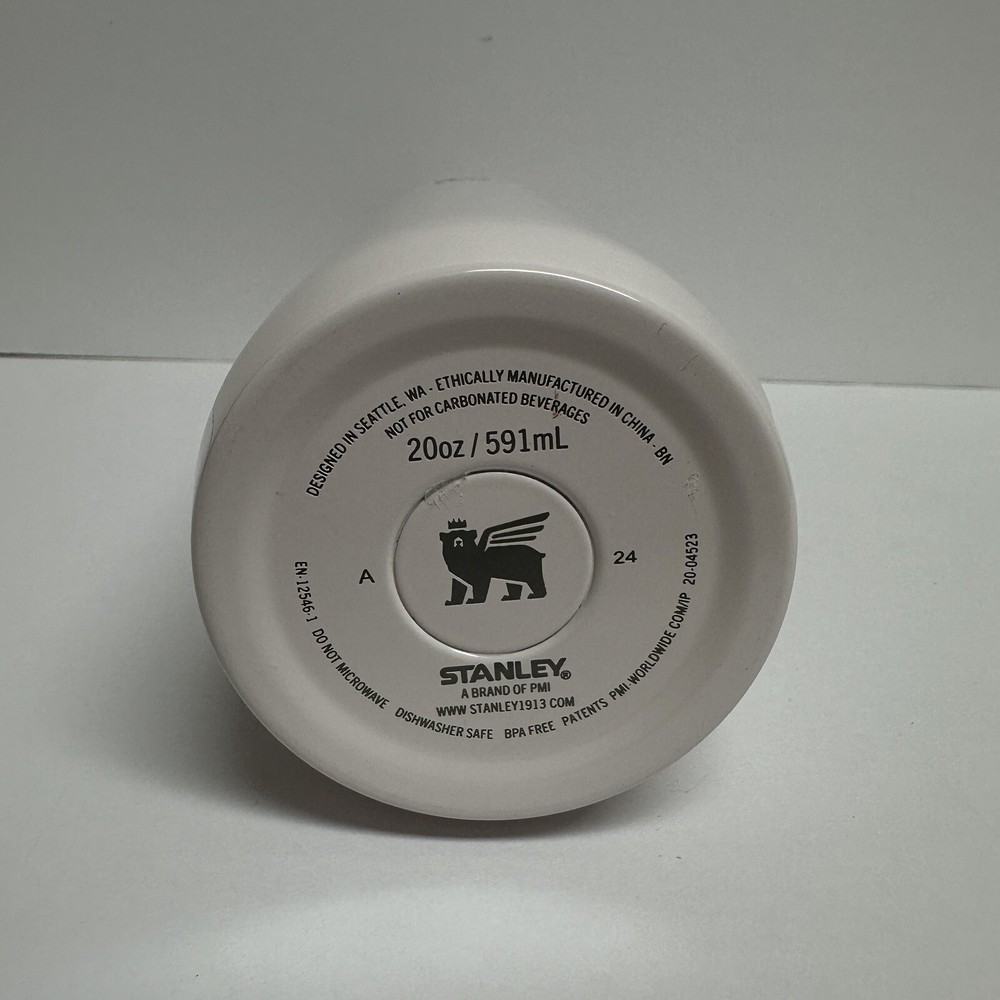 DESIGNED IN SEATTLE, WA - ETHICALLY MANUFACTURED IN CHINA - BN
NOT FOR CARBONATED BEVERAGES
20oz / 591mL
A
24
STANLEY®
A BRAND OF PMI
WWW STANLEY1913 COM
EN-12546-1 DO NOT MICROWAVE DISHWASHER SAFE BPA FREE PATENTS PMI-WORLDWIDE COM/IP 20-04523